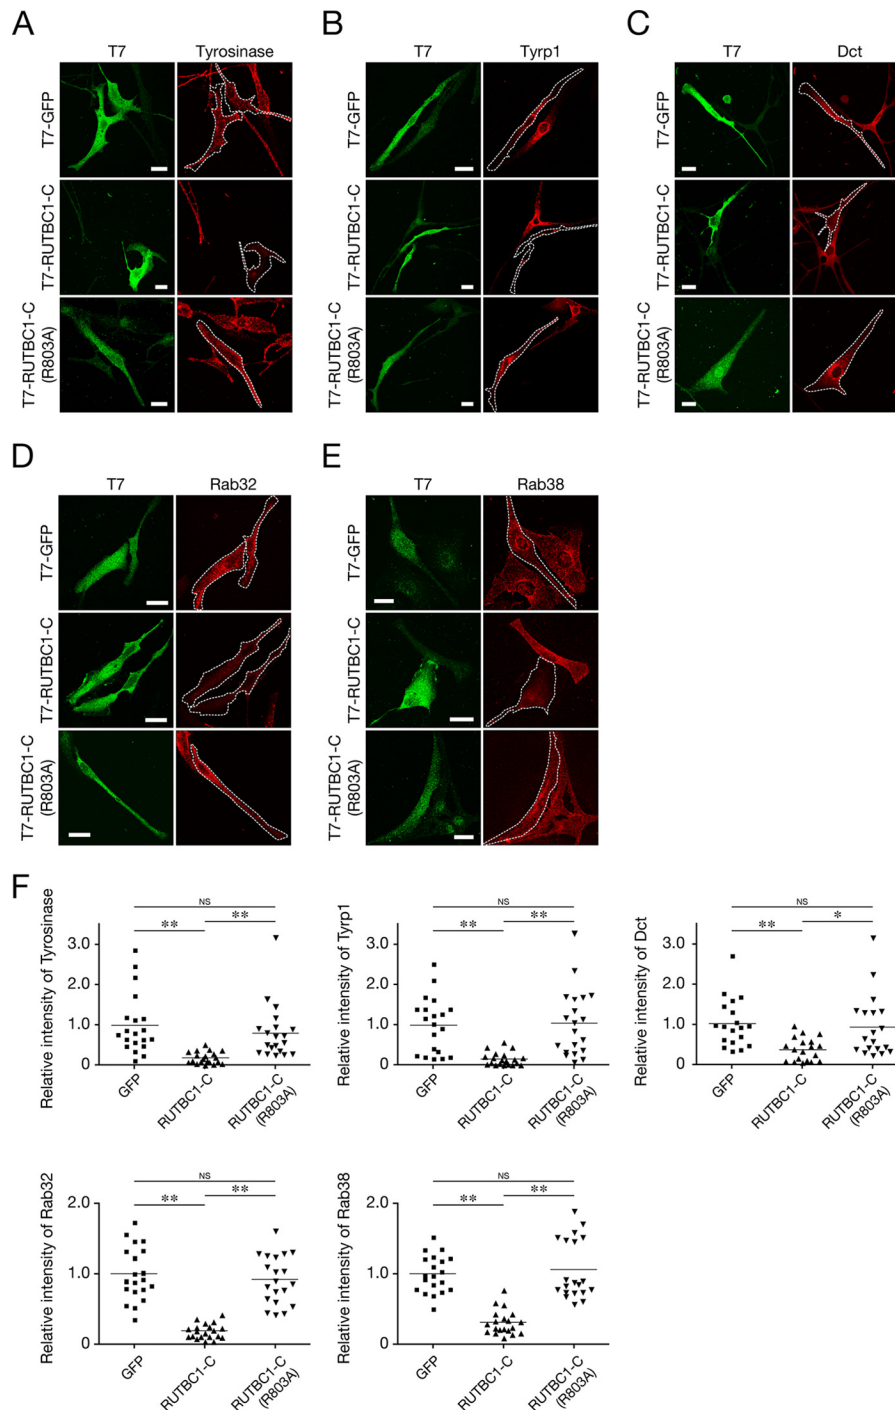 A
T7 Tyrosinase
T7-GFP
T7-RUTBC1-C
T7-RUTBC1-C
(R803A)
B
T7 Tyrp1
T7-GFP
T7-RUTBC1-C
T7-RUTBC1-C
(R803A)
C
T7 Dct
T7-GFP
T7-RUTBC1-C
T7-RUTBC1-C
(R803A)
D
T7 Rab32
T7-GFP
T7-RUTBC1-C
T7-RUTBC1-C
(R803A)
E
T7 Rab38
T7-GFP
T7-RUTBC1-C
T7-RUTBC1-C
(R803A)
F
Relative intensity of Tyrosinase
NS
** **
3.0
2.0
1.0
0
GFP
RUTBC1-C
RUTBC1-C
(R803A)
Relative intensity of Tyrp1
NS
** **
3.0
2.0
1.0
0
GFP
RUTBC1-C
RUTBC1-C
(R803A)
Relative intensity of Dct
NS
** *
3.0
2.0
1.0
0
GFP
RUTBC1-C
RUTBC1-C
(R803A)
Relative intensity of Rab32
NS
** **
2.0
1.0
0
GFP
RUTBC1-C
RUTBC1-C
(R803A)
Relative intensity of Rab38
NS
** **
2.0
1.0
0
GFP
RUTBC1-C
RUTBC1-C
(R803A)